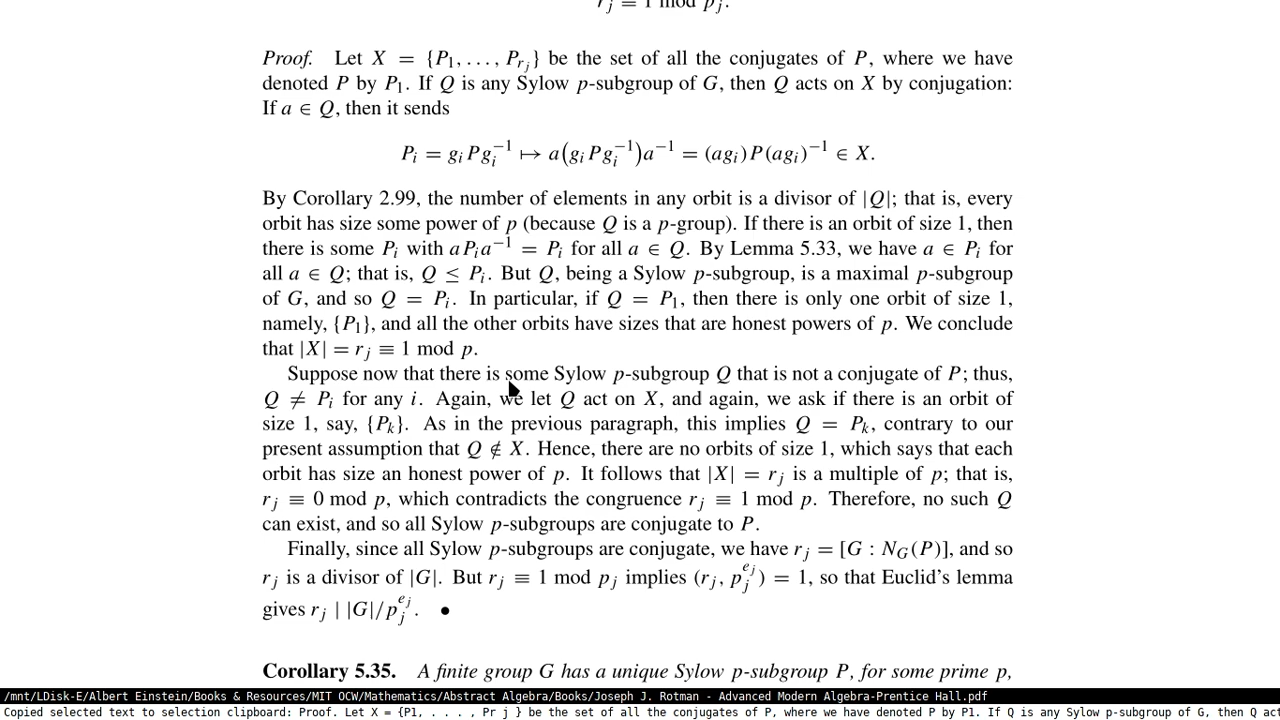 r_j ≡ 1 mod p_j.
Proof. Let X = {P_1, . . . , P_{r_j}} be the set of all the conjugates of P, where we have
denoted P by P_1. If Q is any Sylow p-subgroup of G, then Q acts on X by conjugation:
If a ∈ Q, then it sends
P_i = g_i P g_i^{-1} ↦ a(g_i P g_i^{-1})a^{-1} = (ag_i)P(ag_i)^{-1} ∈ X.
By Corollary 2.99, the number of elements in any orbit is a divisor of |Q|; that is, every
orbit has size some power of p (because Q is a p-group). If there is an orbit of size 1, then
there is some P_i with aP_ia^{-1} = P_i for all a ∈ Q. By Lemma 5.33, we have a ∈ P_i for
all a ∈ Q; that is, Q ≤ P_i. But Q, being a Sylow p-subgroup, is a maximal p-subgroup
of G, and so Q = P_i. In particular, if Q = P_1, then there is only one orbit of size 1,
namely, {P_1}, and all the other orbits have sizes that are honest powers of p. We conclude
that |X| = r_j ≡ 1 mod p.
Suppose now that there is some Sylow p-subgroup Q that is not a conjugate of P; thus,
Q ≠ P_i for any i. Again, we let Q act on X, and again, we ask if there is an orbit of
size 1, say, {P_k}. As in the previous paragraph, this implies Q = P_k, contrary to our
present assumption that Q ∉ X. Hence, there are no orbits of size 1, which says that each
orbit has size an honest power of p. It follows that |X| = r_j is a multiple of p; that is,
r_j ≡ 0 mod p, which contradicts the congruence r_j ≡ 1 mod p. Therefore, no such Q
can exist, and so all Sylow p-subgroups are conjugate to P.
Finally, since all Sylow p-subgroups are conjugate, we have r_j = [G : N_G(P)], and so
r_j is a divisor of |G|. But r_j ≡ 1 mod p_j implies (r_j, p_j^{e_j}) = 1, so that Euclid's lemma
gives r_j | |G|/p_j^{e_j}. •
Corollary 5.35. A finite group G has a unique Sylow p-subgroup P, for some prime p,
/mnt/LDisk-E/Albert Einstein/Books & Resources/MIT OCW/Mathematics/Abstract Algebra/Books/Joseph J. Rotman - Advanced Modern Algebra-Prentice Hall.pdf
Copied selected text to selection clipboard: Proof. Let X = {P1, . . . , Pr j } be the set of all the conjugates of P, where we have denoted P by P1. If Q is any Sylow p-subgroup of G, then Q act